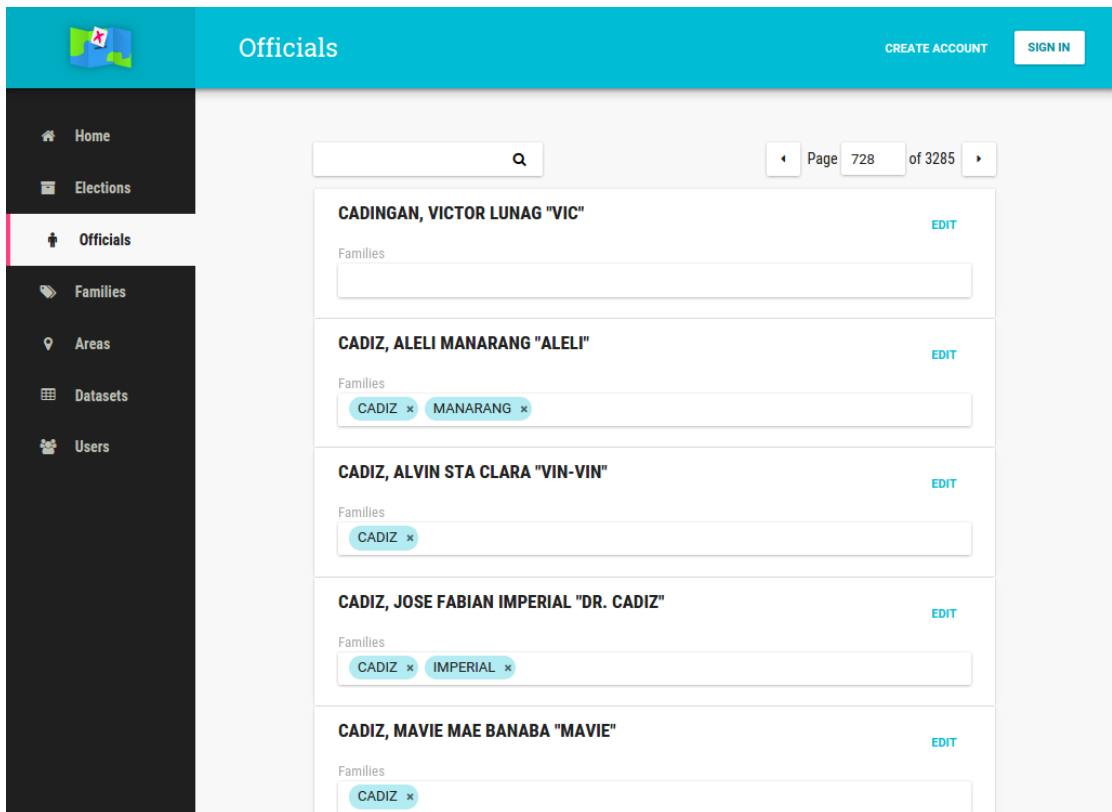 Officials
CREATE ACCOUNT
SIGN IN
Home
Elections
Officials
Families
Areas
Datasets
Users
Page 728 of 3285
CADINGAN, VICTOR LUNAG "VIC"
EDIT
Families
CADIZ, ALELI MANARANG "ALELI"
EDIT
Families
CADIZ × MANARANG ×
CADIZ, ALVIN STA CLARA "VIN-VIN"
EDIT
Families
CADIZ ×
CADIZ, JOSE FABIAN IMPERIAL "DR. CADIZ"
EDIT
Families
CADIZ × IMPERIAL ×
CADIZ, MAVIE MAE BANABA "MAVIE"
EDIT
Families
CADIZ ×